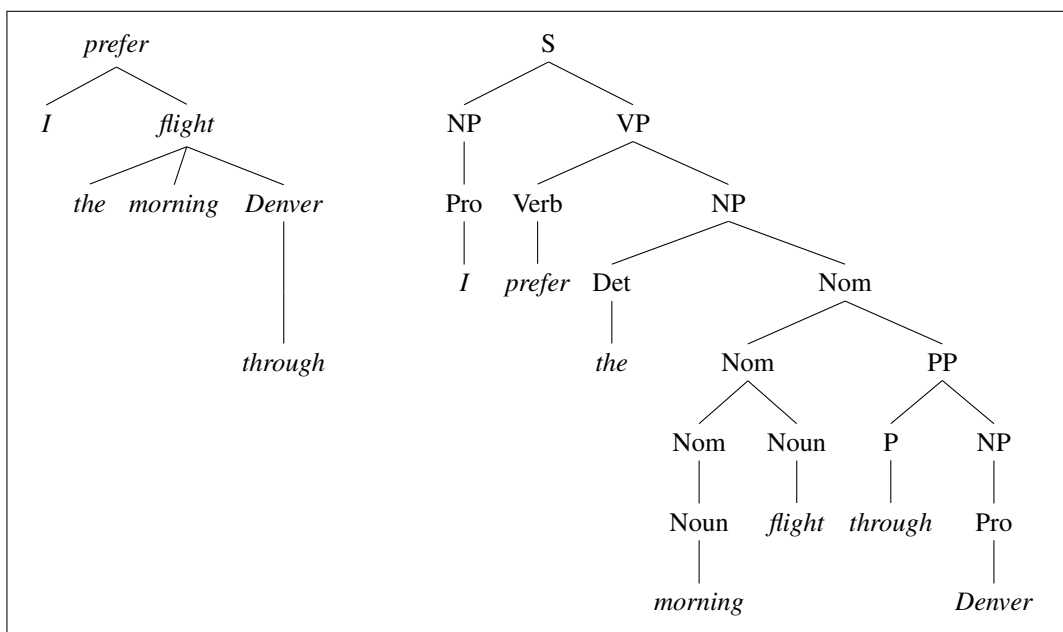 prefer S
I flight NP VP
the morning Denver Pro Verb NP
I prefer Det Nom
through the Nom PP
Nom Noun P NP
Noun flight through Pro
morning Denver